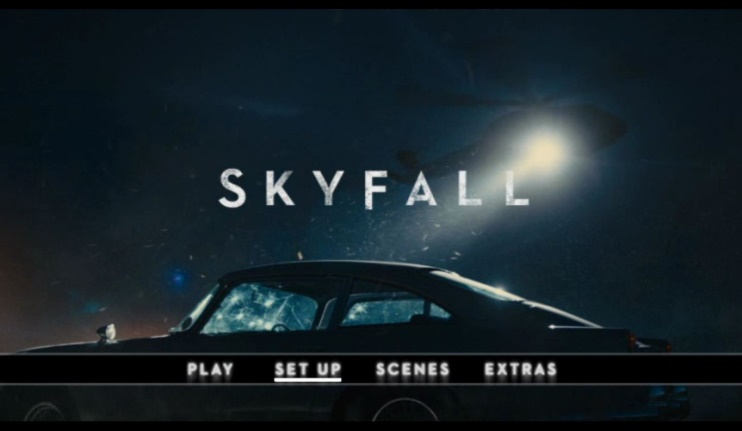 SKYFALL
PLAY SET UP SCENES EXTRAS